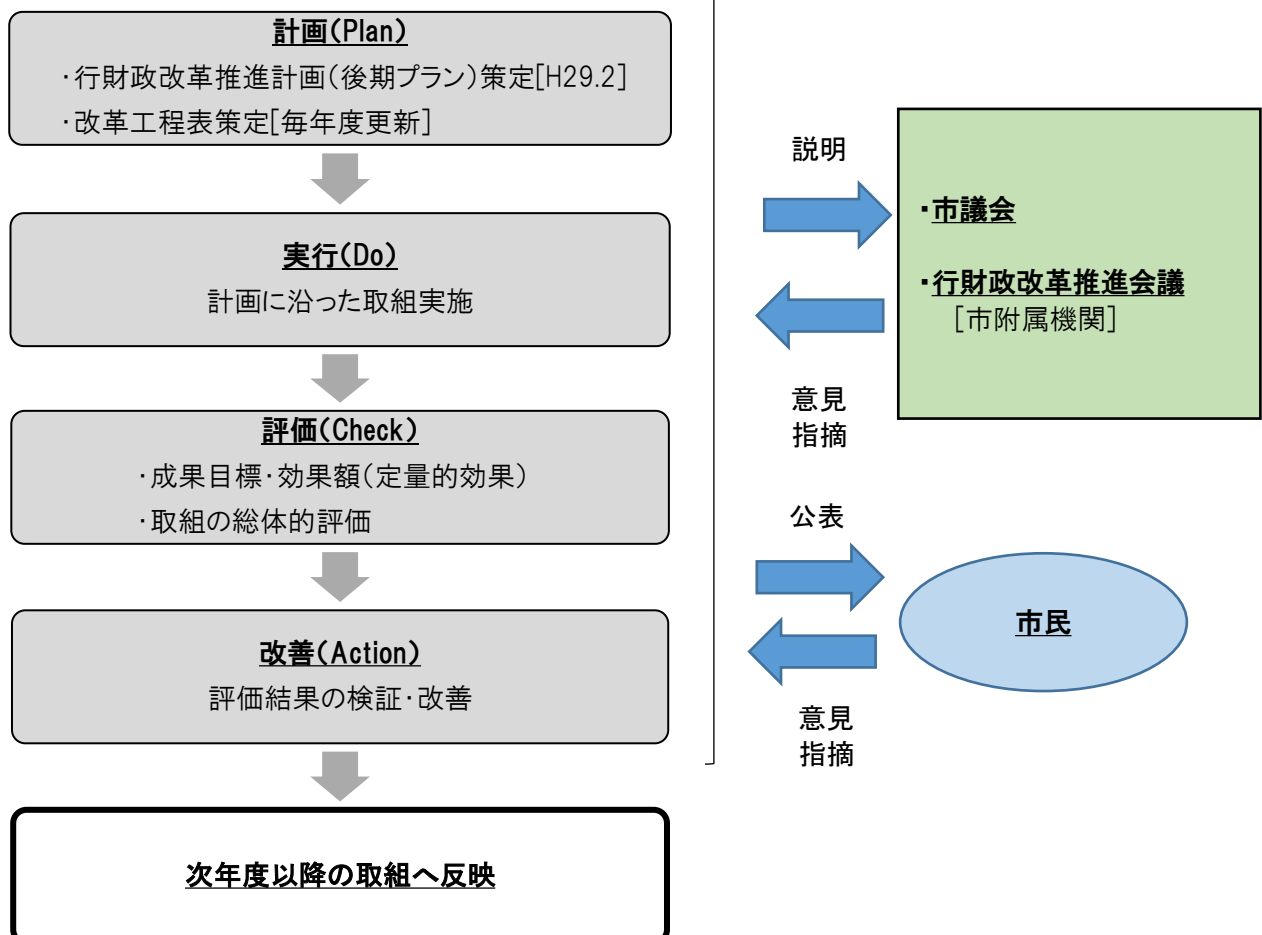 計画(Plan)
・行財政改革推進計画(後期プラン)策定[H29.2]
・改革工程表策定[毎年度更新]
実行(Do)
計画に沿った取組実施
評価(Check)
・成果目標・効果額(定量的効果)
・取組の総体的評価
改善(Action)
評価結果の検証・改善
次年度以降の取組へ反映
説明
意見
指摘
・市議会
・行財政改革推進会議
[市附属機関]
公表
意見
指摘
市民